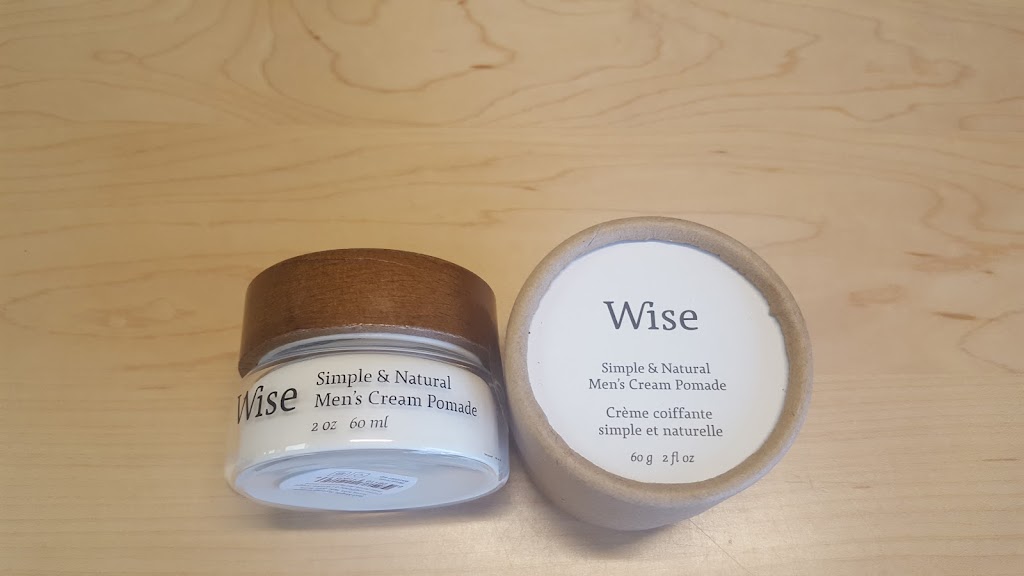 Wise
Simple & Natural
Men's Cream Pomade
2 oz 60 ml
Wise
Simple & Natural
Men's Cream Pomade
Crème coiffante
simple et naturelle
60 g 2 fl oz